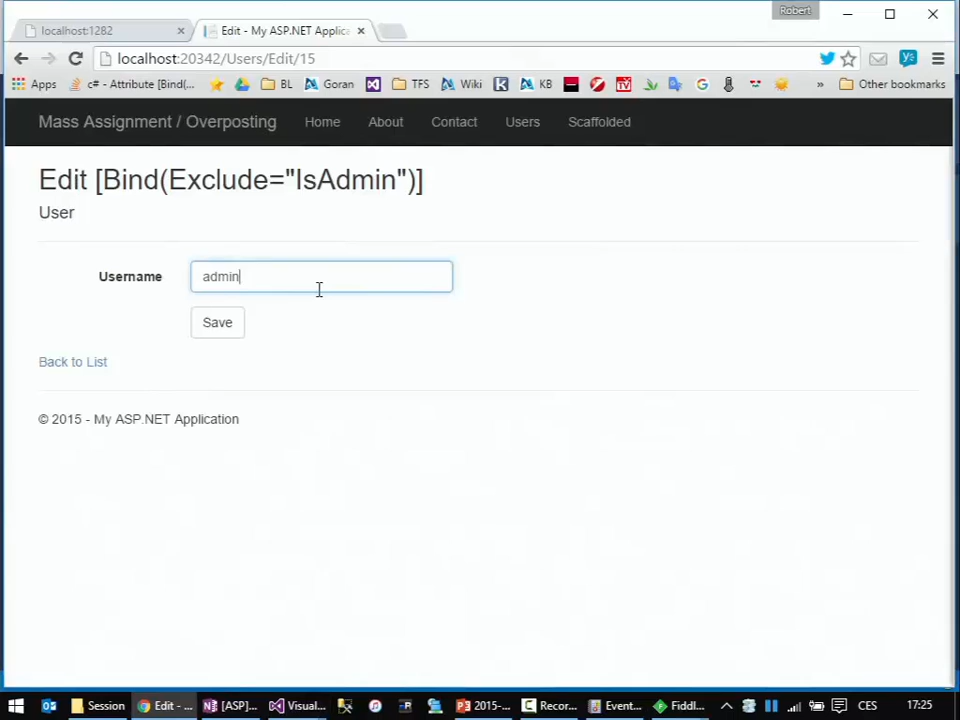 Robert
localhost:1282
Edit - My ASP.NET Applica
localhost:20342/Users/Edit/15
Apps c# - Attribute [Bind(... BL Goran TFS Wiki KB » Other bookmarks
Mass Assignment / Overposting Home About Contact Users Scaffolded
Edit [Bind(Exclude="IsAdmin")]
User
Username admin
Save
Back to List
© 2015 - My ASP.NET Application
Session Edit - ... [ASP]... Visual... 2015-... Recor... Event... Fiddl... CES 17:25